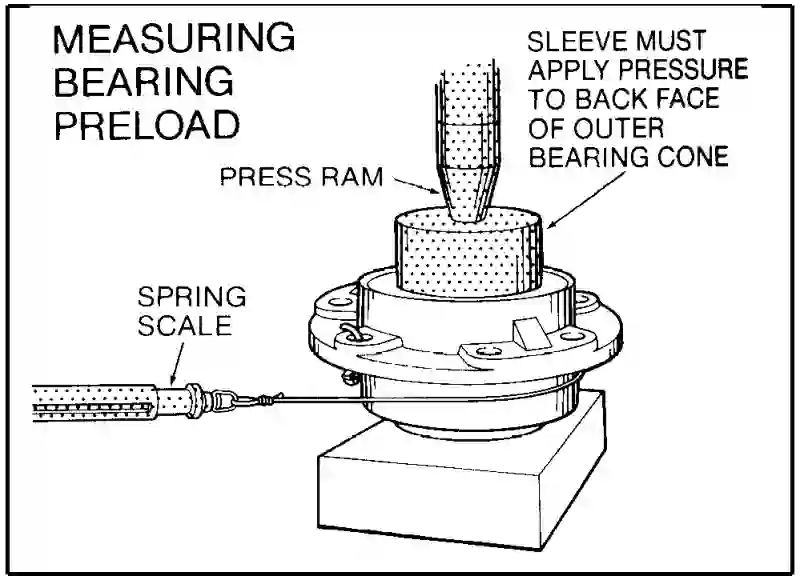 MEASURING
BEARING
PRELOAD
SLEEVE MUST
APPLY PRESSURE
TO BACK FACE
OF OUTER
BEARING CONE
PRESS RAM
SPRING
SCALE